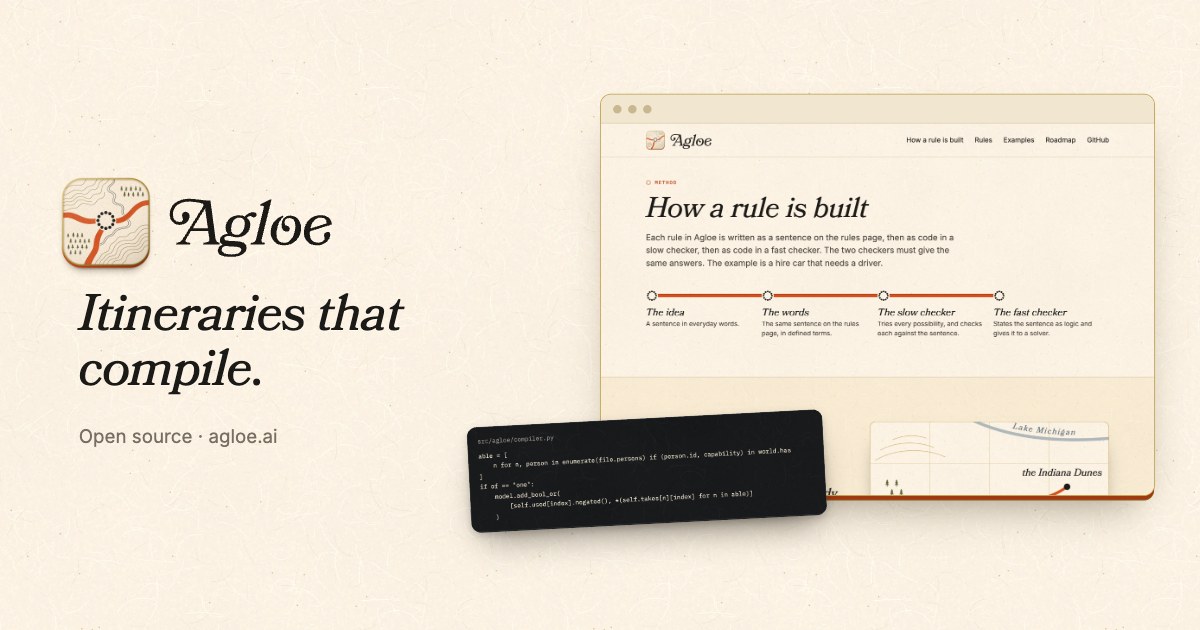 Agloe
Itineraries that
compile.
Open source · agloe.ai
Agloe
How a rule is built
Rules
Examples
Roadmap
GitHub
METHOD
How a rule is built
Each rule in Agloe is written as a sentence on the rules page, then as code in a
slow checker, then as code in a fast checker. The two checkers must give the
same answers. The example is a hire car that needs a driver.
The idea
A sentence in everyday words.
The words
The same sentence on the rules
page, in defined terms.
The slow checker
Tries every possibility, and checks
each against the sentence.
The fast checker
States the sentence as logic and
gives it to a solver.
Lake Michigan
the Indiana Dunes
src/agloe/compiler.py
able = [
n for n, person in enumerate(file.persons) if (person.id, capability) in world.has
]
if of == "one":
model.add_bool_or(
[self.used[index].negated(), *(self.takes[n][index] for n in able)]
)